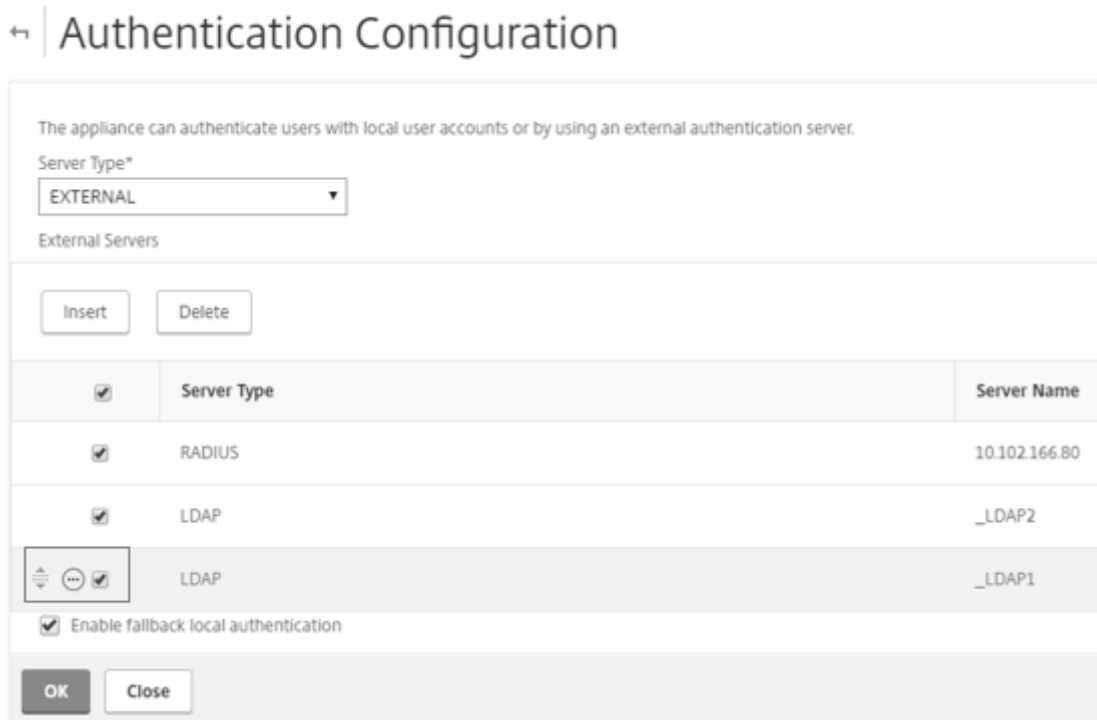 Authentication Configuration
The appliance can authenticate users with local user accounts or by using an external authentication server.
Server Type*
EXTERNAL
External Servers
Insert Delete
Server Type Server Name
RADIUS 10.102.166.80
LDAP _LDAP2
LDAP _LDAP1
Enable fallback local authentication
OK Close